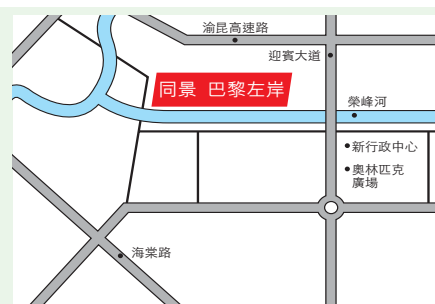 渝昆高速路
迎賓大道
同景 巴黎左岸
榮峰河
新行政中心
奧林匹克
廣場
海棠路